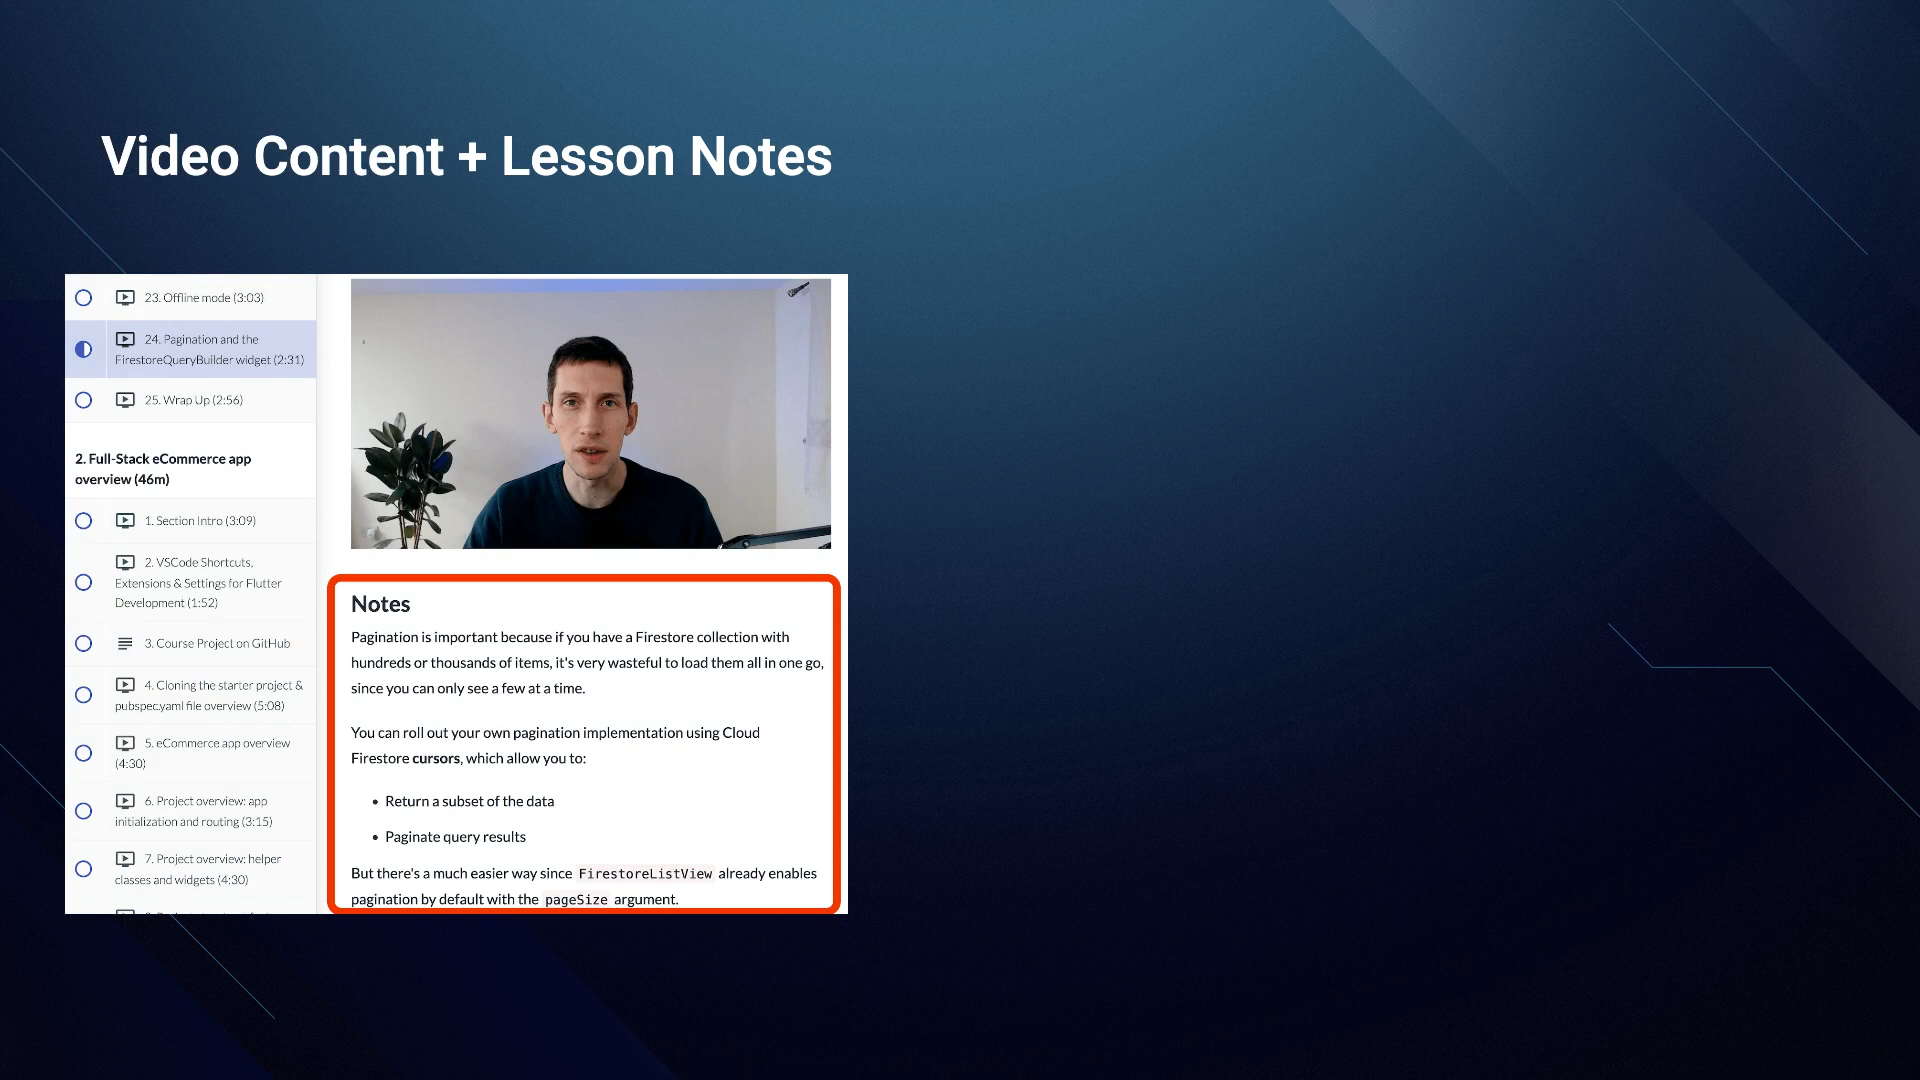 Video Content + Lesson Notes
23. Offline mode (3:03)
24. Pagination and the
FirestoreQueryBuilder widget (2:31)
25. Wrap Up (2:56)
2. Full-Stack eCommerce app
overview (46m)
1. Section Intro (3:09)
2. VSCode Shortcuts,
Extensions & Settings for Flutter
Development (1:52)
3. Course Project on GitHub
4. Cloning the starter project &
pubspec.yaml file overview (5:08)
5. eCommerce app overview
(4:30)
6. Project overview: app
initialization and routing (3:15)
7. Project overview: helper
classes and widgets (4:30)
Notes
Pagination is important because if you have a Firestore collection with
hundreds or thousands of items, it's very wasteful to load them all in one go,
since you can only see a few at a time.
You can roll out your own pagination implementation using Cloud
Firestore cursors, which allow you to:
• Return a subset of the data
• Paginate query results
But there's a much easier way since FirestoreListView already enables
pagination by default with the pageSize argument.